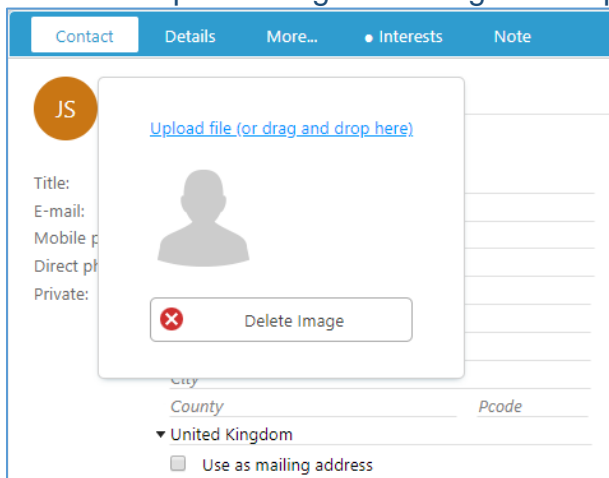 Contact Details More... • Interests Note
JS
Upload file (or drag and drop here)
Title:
E-mail:
Mobile p
Direct ph
Private:
Delete Image
City
County Pcode
United Kingdom
Use as mailing address